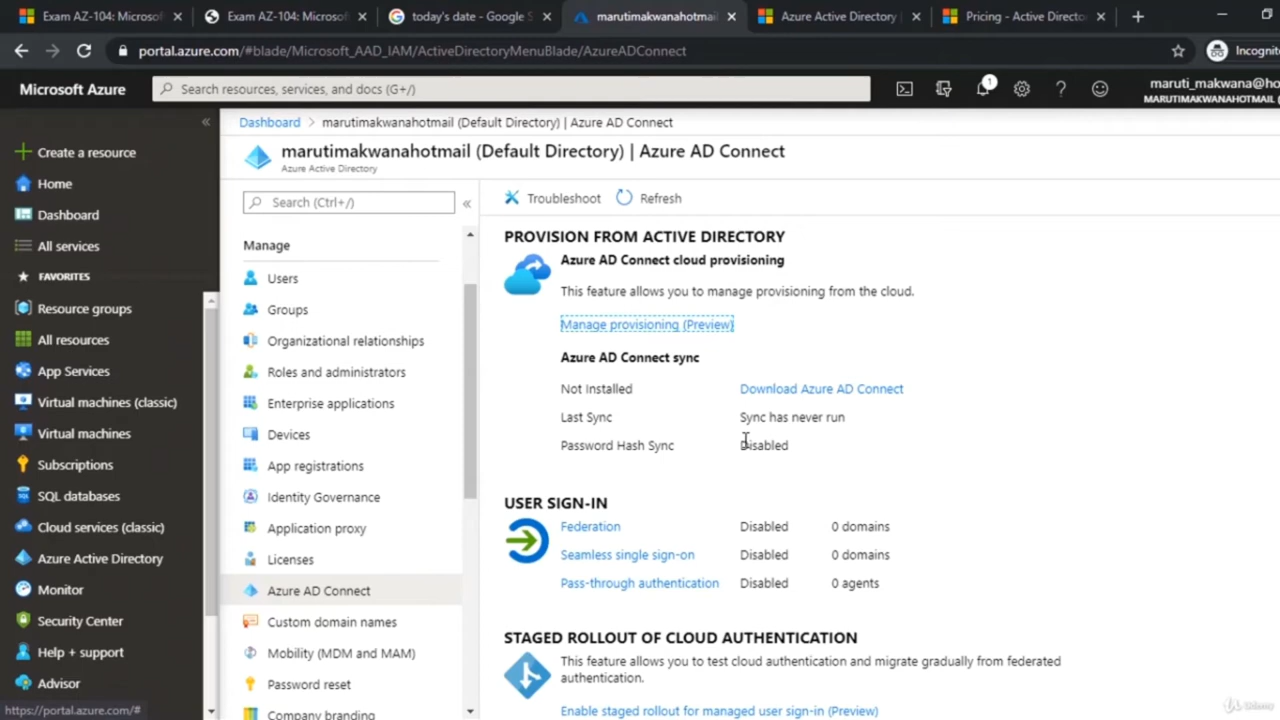 Exam AZ-104: Microsof
Exam AZ-104: Microsof
today's date - Google S
marutimakwanahotmail
Azure Active Directory
Pricing - Active Directo
portal.azure.com/#blade/Microsoft_AAD_IAM/ActiveDirectoryMenuBlade/AzureADConnect
Incognito
Microsoft Azure
Search resources, services, and docs (G+/)
1
maruti_makwana@ho
MARUTIMAKWANAHOTMAIL (
Dashboard > marutimakwanahotmail (Default Directory) | Azure AD Connect
marutimakwanahotmail (Default Directory) | Azure AD Connect
Azure Active Directory
Create a resource
Home
Dashboard
All services
FAVORITES
Resource groups
All resources
App Services
Virtual machines (classic)
Virtual machines
Subscriptions
SQL databases
Cloud services (classic)
Azure Active Directory
Monitor
Security Center
Help + support
Advisor
https://portal.azure.com/#
Search (Ctrl+/)
Manage
Users
Groups
Organizational relationships
Roles and administrators
Enterprise applications
Devices
App registrations
Identity Governance
Application proxy
Licenses
Azure AD Connect
Custom domain names
Mobility (MDM and MAM)
Password reset
Company branding
Troubleshoot Refresh
PROVISION FROM ACTIVE DIRECTORY
Azure AD Connect cloud provisioning
This feature allows you to manage provisioning from the cloud.
Manage provisioning (Preview)
Azure AD Connect sync
Not Installed Download Azure AD Connect
Last Sync Sync has never run
Password Hash Sync Disabled
USER SIGN-IN
Federation Disabled 0 domains
Seamless single sign-on Disabled 0 domains
Pass-through authentication Disabled 0 agents
STAGED ROLLOUT OF CLOUD AUTHENTICATION
This feature allows you to test cloud authentication and migrate gradually from federated
authentication.
Enable staged rollout for managed user sign-in (Preview)
Udemy